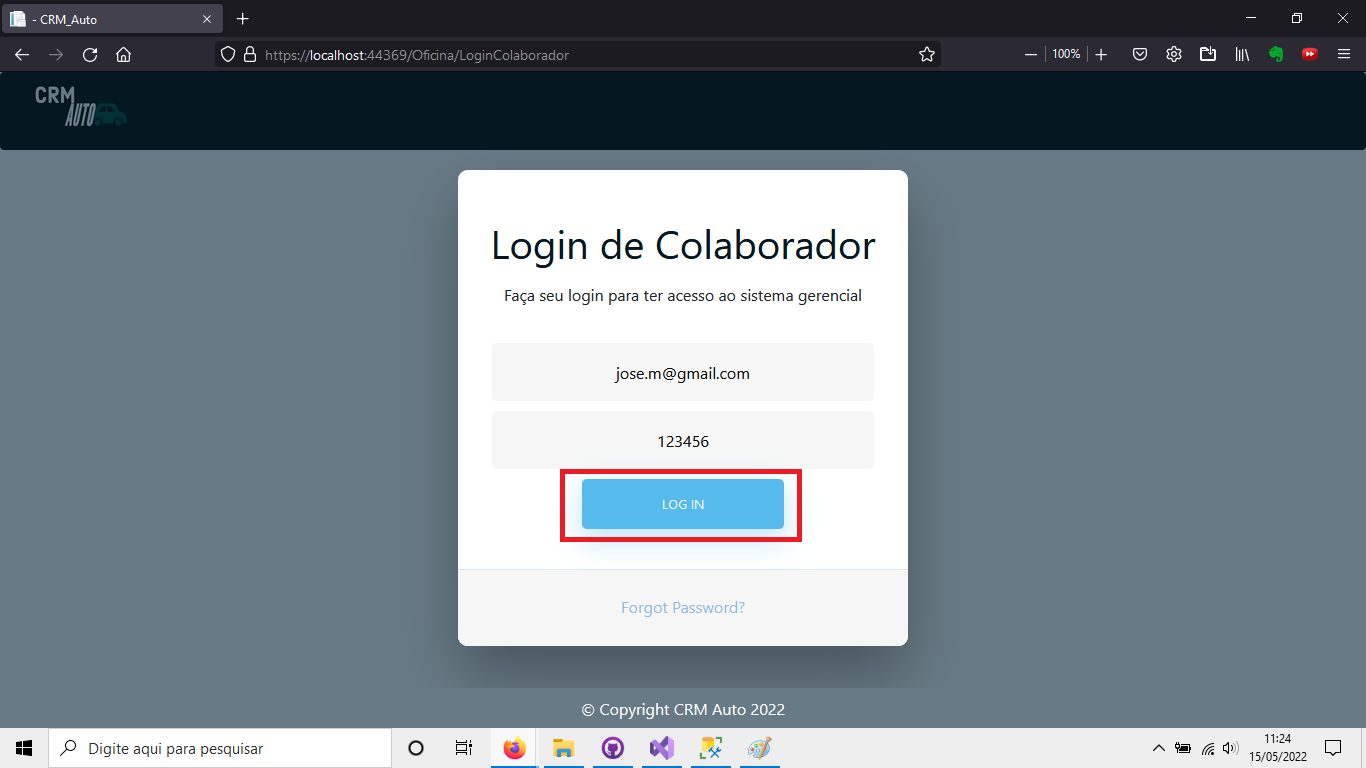 - CRM_Auto
https://localhost:44369/Oficina/LoginColaborador
100%
CRM
AUTO
Login de Colaborador
Faça seu login para ter acesso ao sistema gerencial
jose.m@gmail.com
123456
LOG IN
Forgot Password?
© Copyright CRM Auto 2022
Digite aqui para pesquisar
11:24
15/05/2022